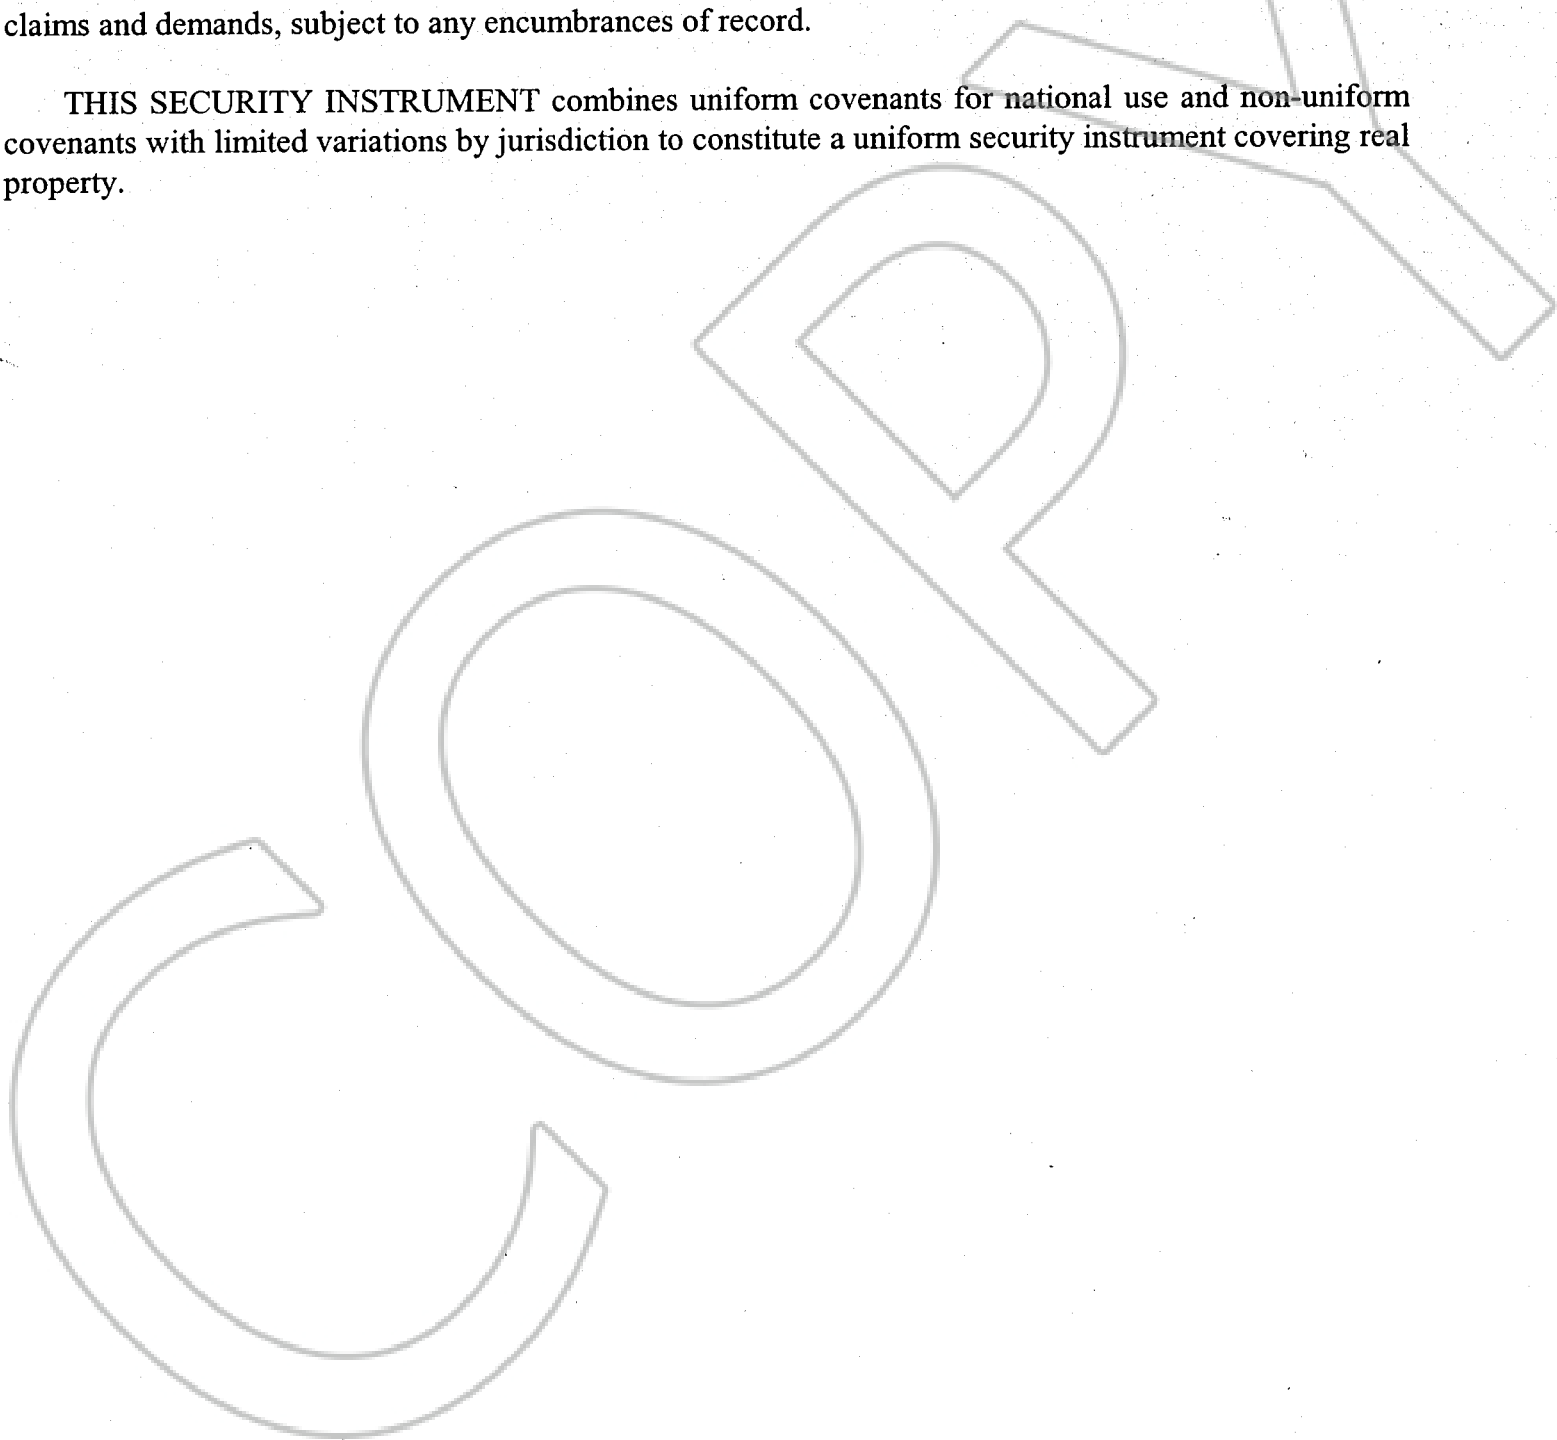 claims and demands, subject to any encumbrances of record.
THIS SECURITY INSTRUMENT combines uniform covenants for national use and non-uniform
covenants with limited variations by jurisdiction to constitute a uniform security instrument covering real
property.
COPY